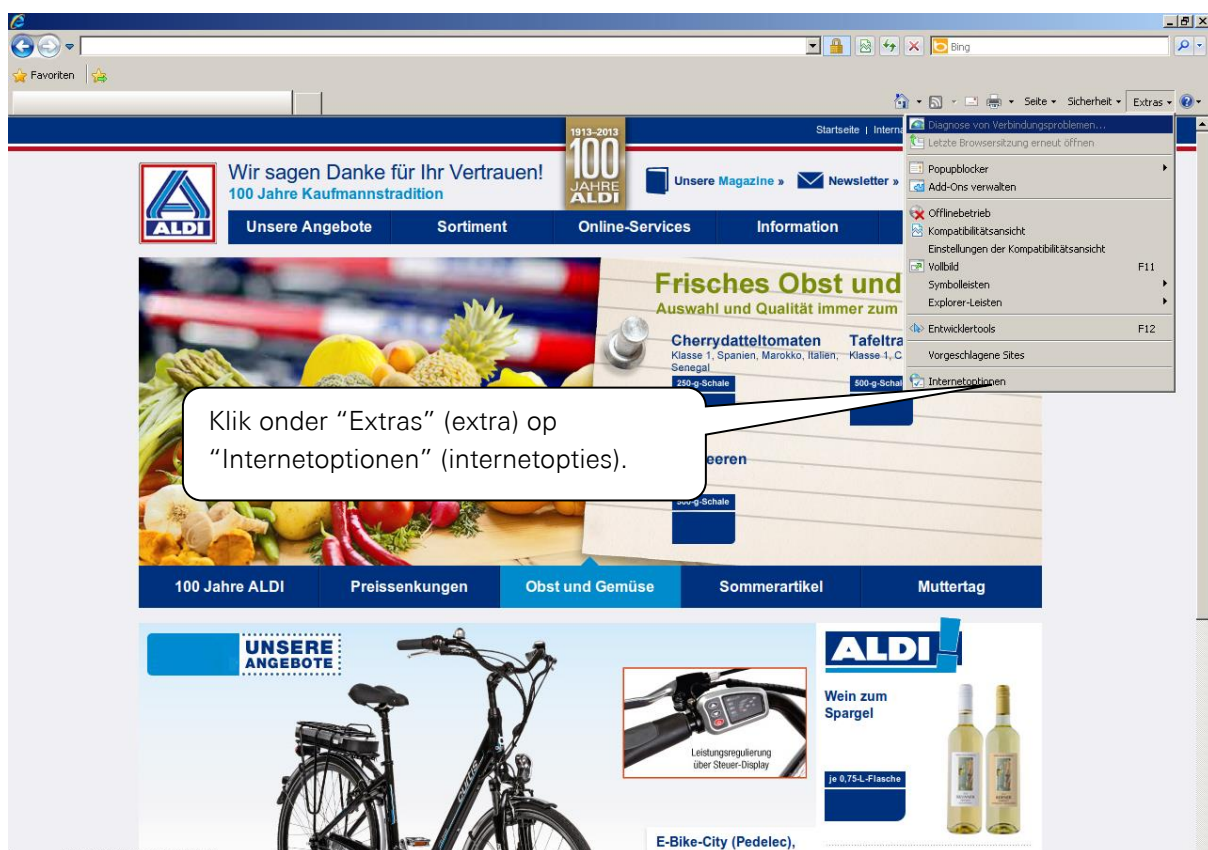 Bing
Favoriten
Seite
Sicherheit
Extras
Diagnose von Verbindungsproblemen...
Letzte Browsersitzung erneut öffnen
Popupblocker
Add-Ons verwalten
Offlinebetrieb
Kompatibilitätsansicht
Einstellungen der Kompatibilitätsansicht
Vollbild F11
Symbolleisten
Explorer-Leisten
Entwicklertools F12
Vorgeschlagene Sites
Internetoptionen
Startseite |
1913–2013
100
JAHRE
ALDI
ALDI
Wir sagen Danke für Ihr Vertrauen!
100 Jahre Kaufmannstradition
Unsere Magazine »
Newsletter »
Unsere Angebote
Sortiment
Online-Services
Information
Frisches Obst und
Auswahl und Qualität immer zum
Cherrydatteltomaten
Klasse 1, Spanien, Marokko, Italien,
Senegal
250-g-Schale
Klasse 1,
Klik onder “Extras” (extra) op
“Internetoptionen” (internetopties).
500-g-Schale
100 Jahre ALDI
Preissenkungen
Obst und Gemüse
Sommerartikel
Muttertag
UNSERE
ANGEBOTE
Leistungsregulierung
über Steuer-Display
E-Bike-City (Pedelec),
ALDI
Wein zum
Spargel
je 0,75-L-Flasche